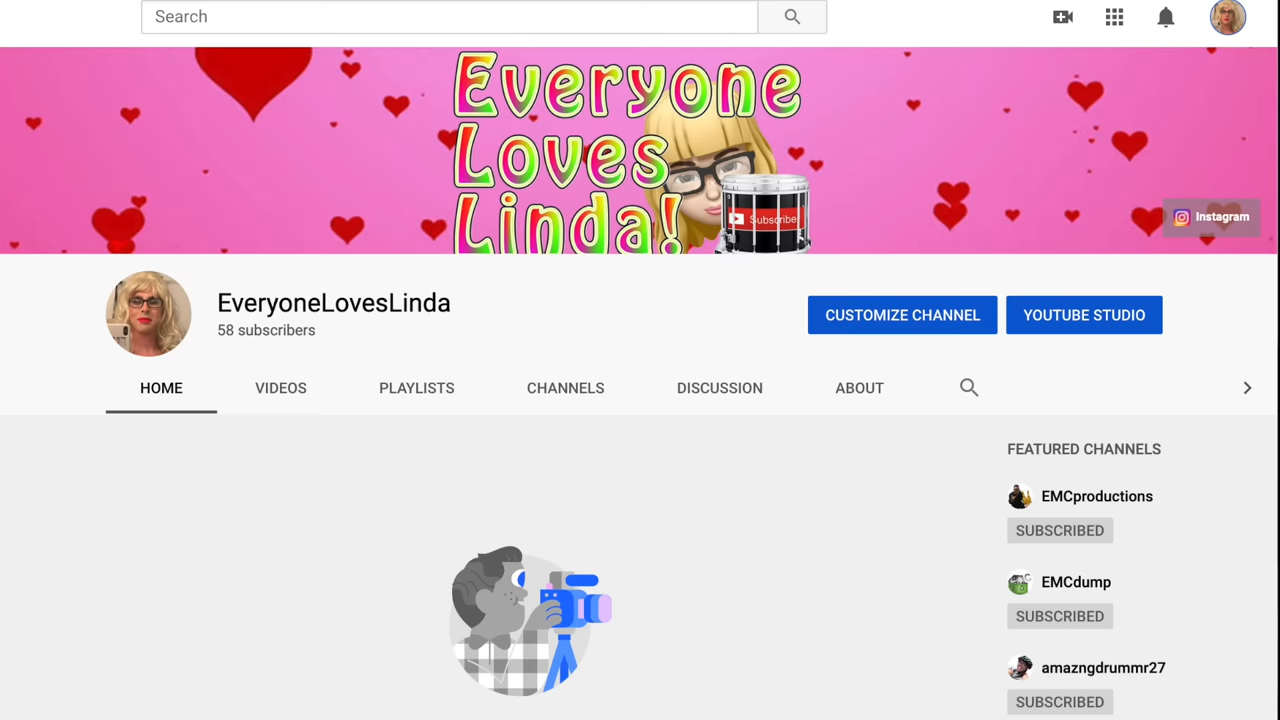 Search
Everyone
Loves
Linda!
Subscribe
Instagram
EveryoneLovesLinda
58 subscribers
CUSTOMIZE CHANNEL
YOUTUBE STUDIO
HOME
VIDEOS
PLAYLISTS
CHANNELS
DISCUSSION
ABOUT
FEATURED CHANNELS
EMCproductions
SUBSCRIBED
EMCdump
SUBSCRIBED
amazngdrummr27
SUBSCRIBED